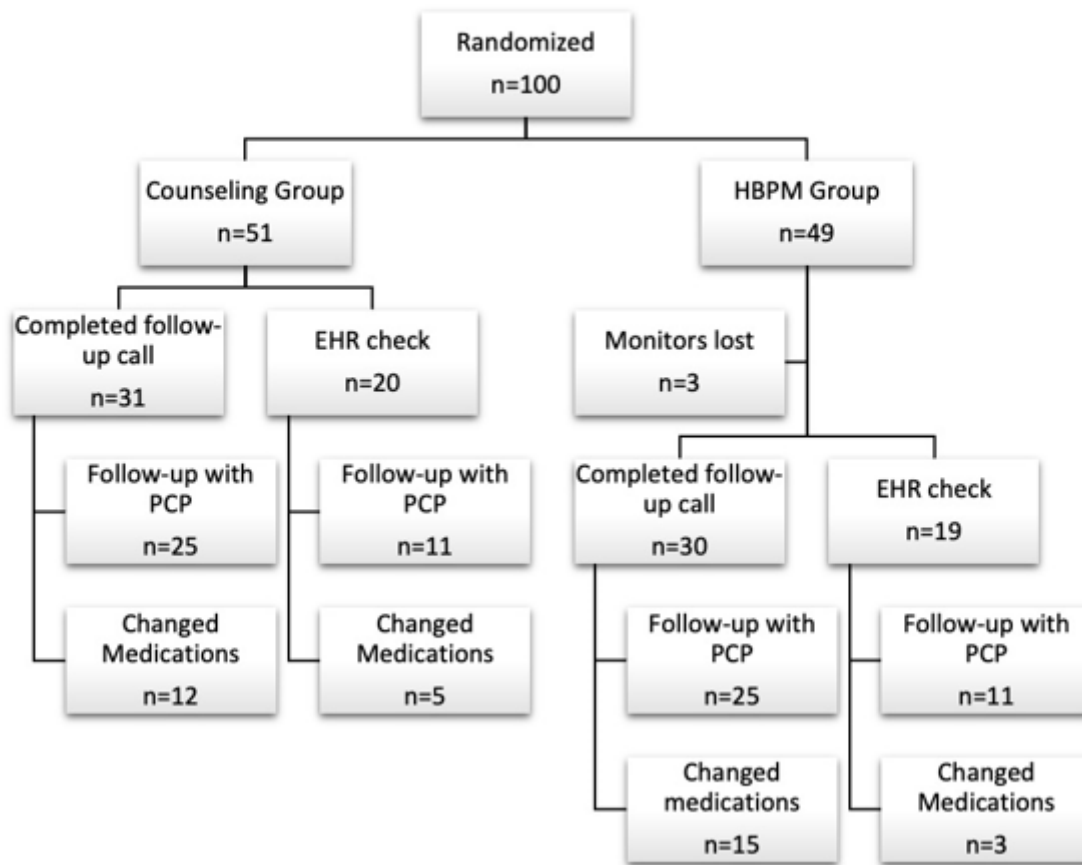 Randomized
n=100
Counseling Group
n=51
HBPM Group
n=49
Completed follow-
up call
n=31
EHR check
n=20
Monitors lost
n=3
Follow-up with
PCP
n=25
Follow-up with
PCP
n=11
Completed follow-
up call
n=30
EHR check
n=19
Changed
Medications
n=12
Changed
Medications
n=5
Follow-up with
PCP
n=25
Follow-up with
PCP
n=11
Changed
medications
n=15
Changed
Medications
n=3